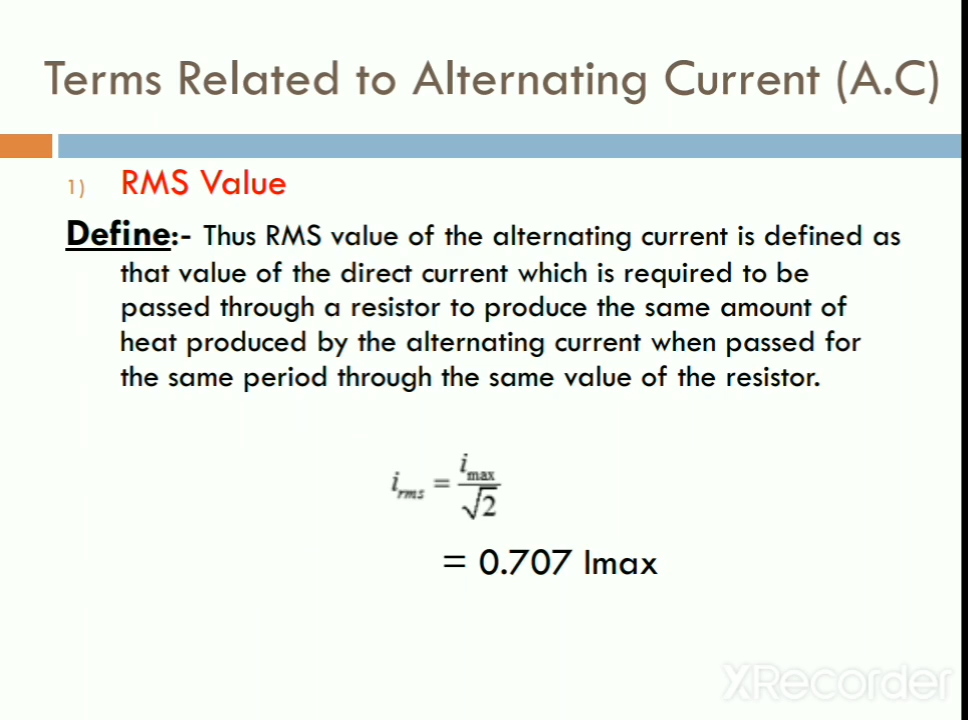 Terms Related to Alternating Current (A.C)
1) RMS Value
Define:- Thus RMS value of the alternating current is defined as
that value of the direct current which is required to be
passed through a resistor to produce the same amount of
heat produced by the alternating current when passed for
the same period through the same value of the resistor.
i_rms = i_max / √2
= 0.707 Imax
XRecorder